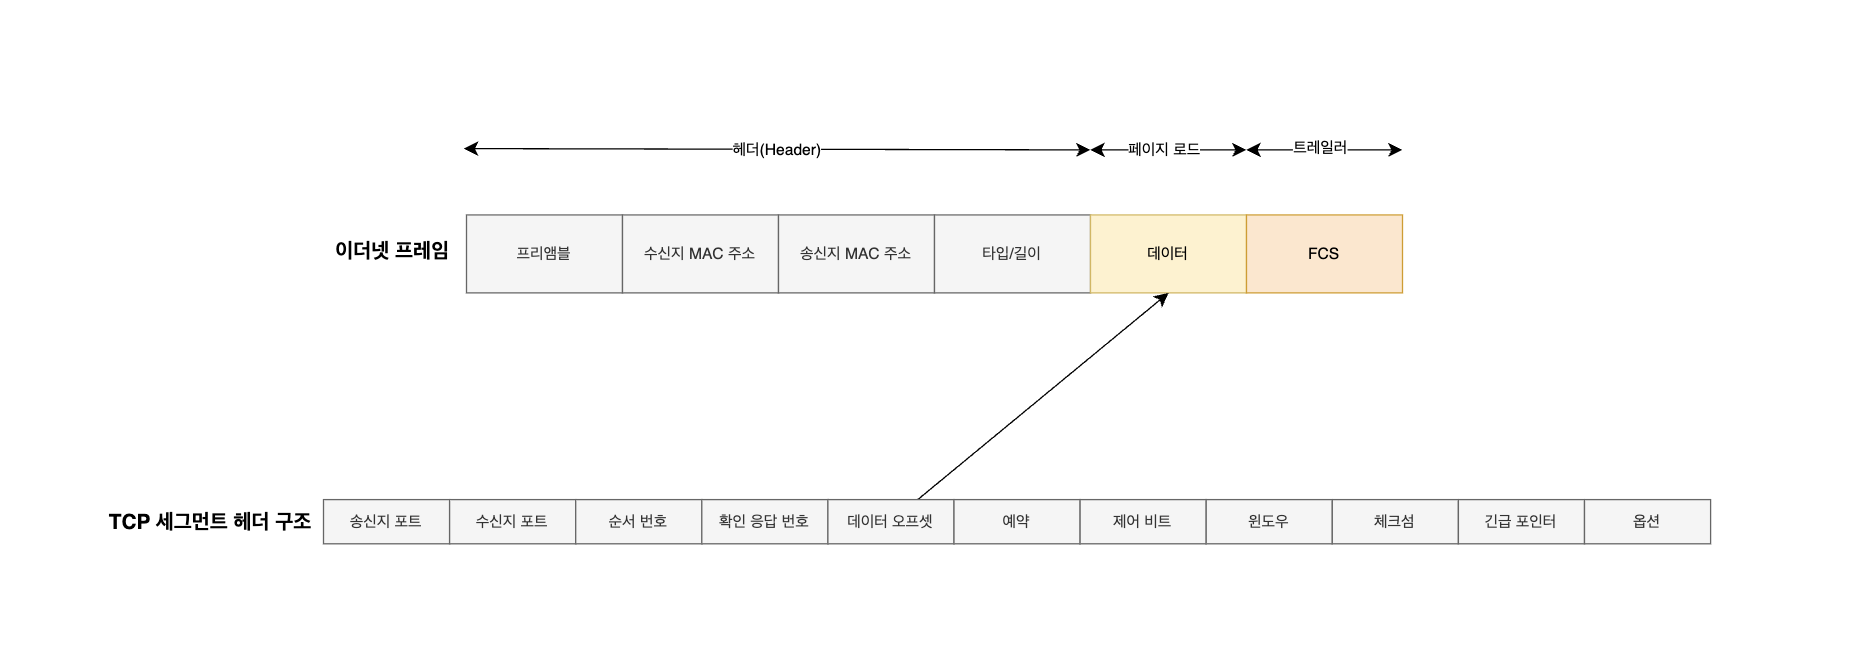 헤더(Header)
페이지 로드
트레일러
이더넷 프레임
프리앰블
수신지 MAC 주소
송신지 MAC 주소
타입/길이
데이터
FCS
TCP 세그먼트 헤더 구조
송신지 포트
수신지 포트
순서 번호
확인 응답 번호
데이터 오프셋
예약
제어 비트
윈도우
체크섬
긴급 포인터
옵션